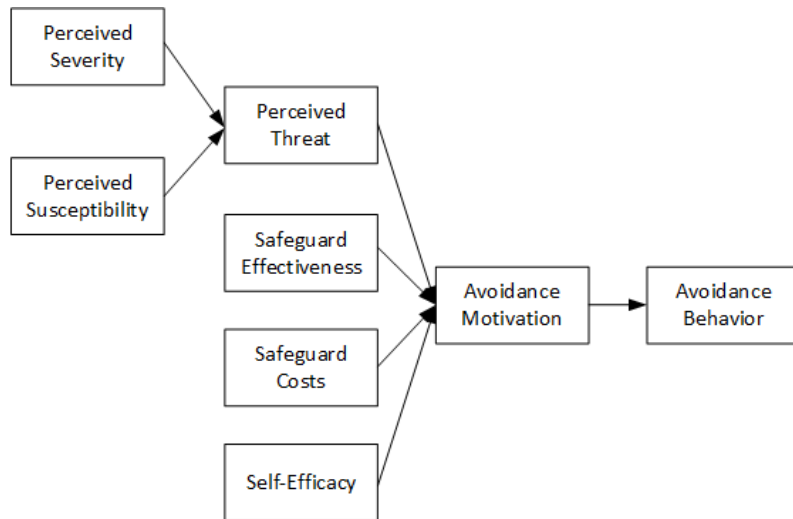 Perceived
Severity
Perceived
Threat
Perceived
Susceptibility
Safeguard
Effectiveness
Avoidance
Motivation
Avoidance
Behavior
Safeguard
Costs
Self-Efficacy